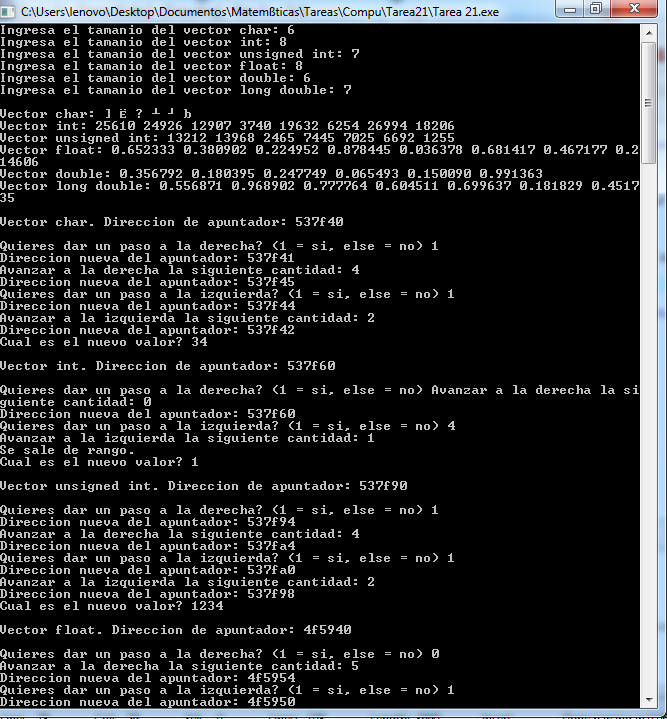 C:\Users\lenovo\Desktop\Documentos\Matemßticas\Tareas\Compu\Tarea21\Tarea 21.exe
Ingresa el tamanio del vector char: 6
Ingresa el tamanio del vector int: 8
Ingresa el tamanio del vector unsigned int: 7
Ingresa el tamanio del vector float: 8
Ingresa el tamanio del vector double: 6
Ingresa el tamanio del vector long double: 7
Vector char: ] Ë ? ┴ ┘ b
Vector int: 25610 24926 12907 3740 19632 6254 26994 18206
Vector unsigned int: 13212 13968 2465 7445 7025 6692 1255
Vector float: 0.652333 0.380902 0.224952 0.878445 0.036378 0.681417 0.467177 0.2
14606
Vector double: 0.356792 0.180395 0.247749 0.065493 0.150090 0.991363
Vector long double: 0.556871 0.968902 0.777764 0.604511 0.699637 0.181829 0.4517
35
Vector char. Direccion de apuntador: 537f40
Quieres dar un paso a la derecha? (1 = si, else = no) 1
Direccion nueva del apuntador: 537f41
Avanzar a la derecha la siguiente cantidad: 4
Direccion nueva del apuntador: 537f45
Quieres dar un paso a la izquierda? (1 = si, else = no) 1
Direccion nueva del apuntador: 537f44
Avanzar a la izquierda la siguiente cantidad: 2
Direccion nueva del apuntador: 537f42
Cual es el nuevo valor? 34
Vector int. Direccion de apuntador: 537f60
Quieres dar un paso a la derecha? (1 = si, else = no) Avanzar a la derecha la si
guiente cantidad: 0
Direccion nueva del apuntador: 537f60
Quieres dar un paso a la izquierda? (1 = si, else = no) 4
Avanzar a la izquierda la siguiente cantidad: 1
Se sale de rango.
Cual es el nuevo valor? 1
Vector unsigned int. Direccion de apuntador: 537f90
Quieres dar un paso a la derecha? (1 = si, else = no) 1
Direccion nueva del apuntador: 537f94
Avanzar a la derecha la siguiente cantidad: 4
Direccion nueva del apuntador: 537fa4
Quieres dar un paso a la izquierda? (1 = si, else = no) 1
Direccion nueva del apuntador: 537fa0
Avanzar a la izquierda la siguiente cantidad: 2
Direccion nueva del apuntador: 537f98
Cual es el nuevo valor? 1234
Vector float. Direccion de apuntador: 4f5940
Quieres dar un paso a la derecha? (1 = si, else = no) 0
Avanzar a la derecha la siguiente cantidad: 5
Direccion nueva del apuntador: 4f5954
Quieres dar un paso a la izquierda? (1 = si, else = no) 1
Direccion nueva del apuntador: 4f5950